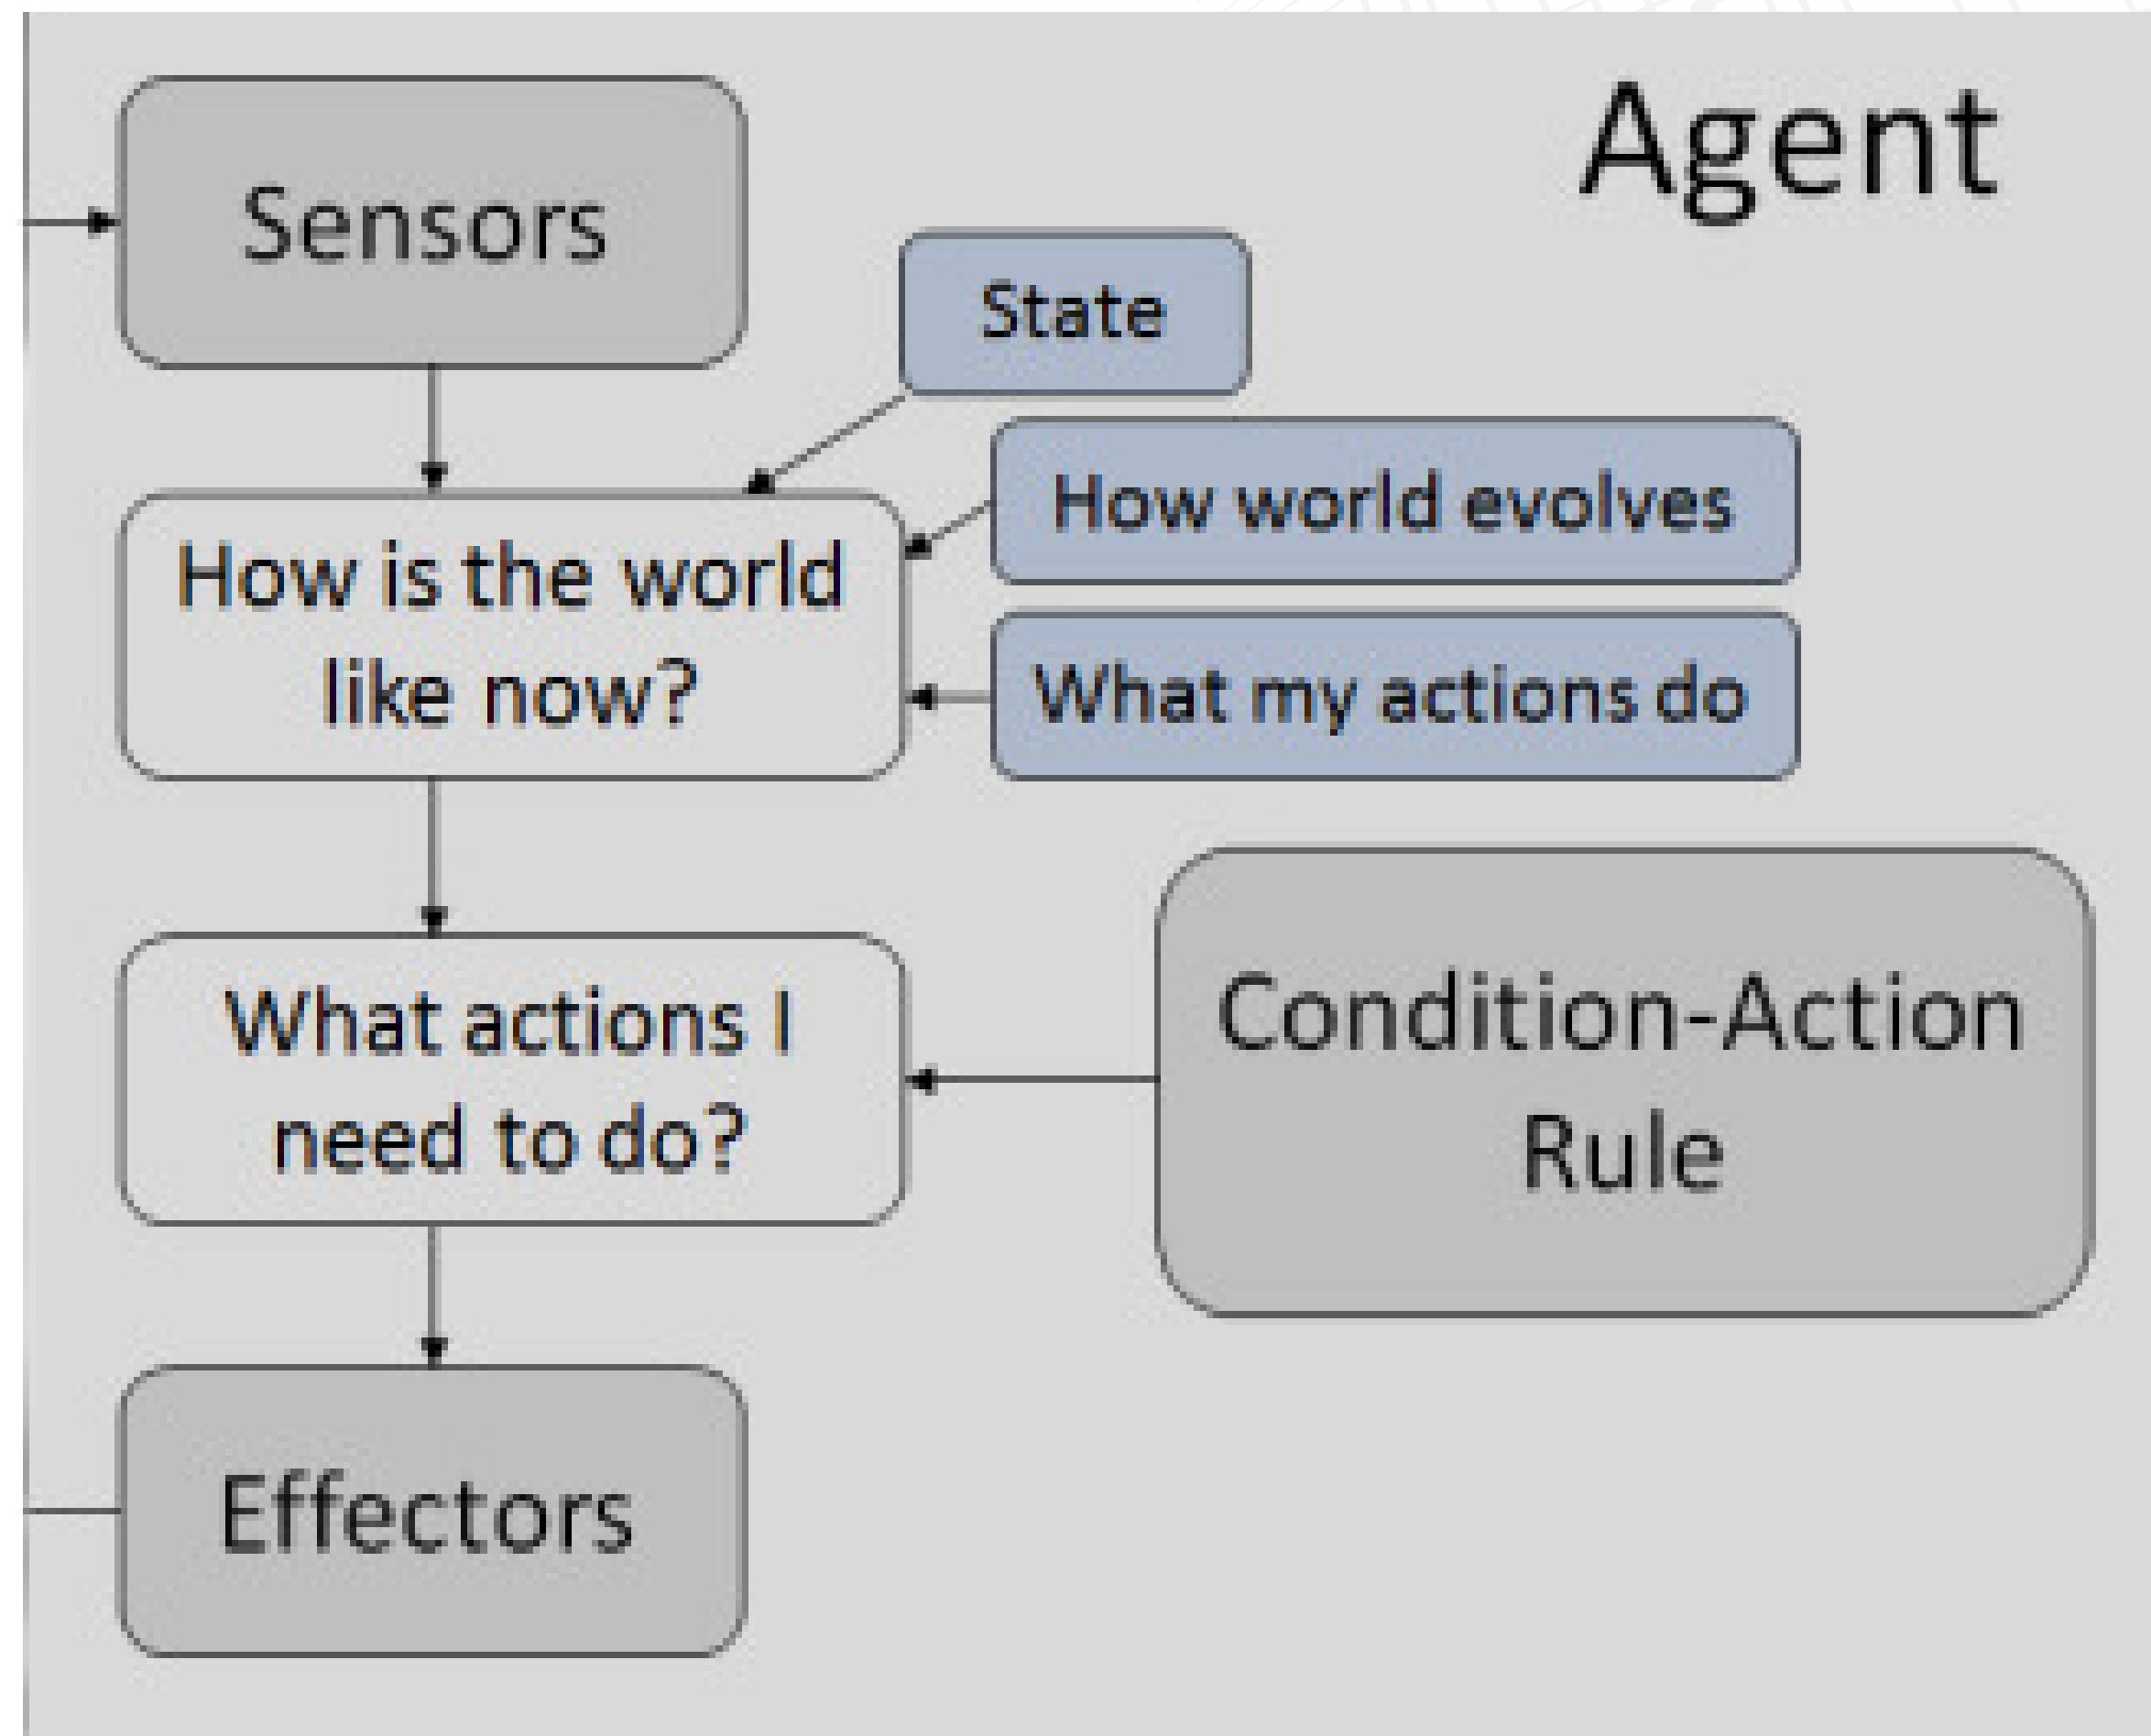 Agent
Sensors
State
How world evolves
How is the world
like now?
What my actions do
What actions I
need to do?
Condition-Action
Rule
Effectors